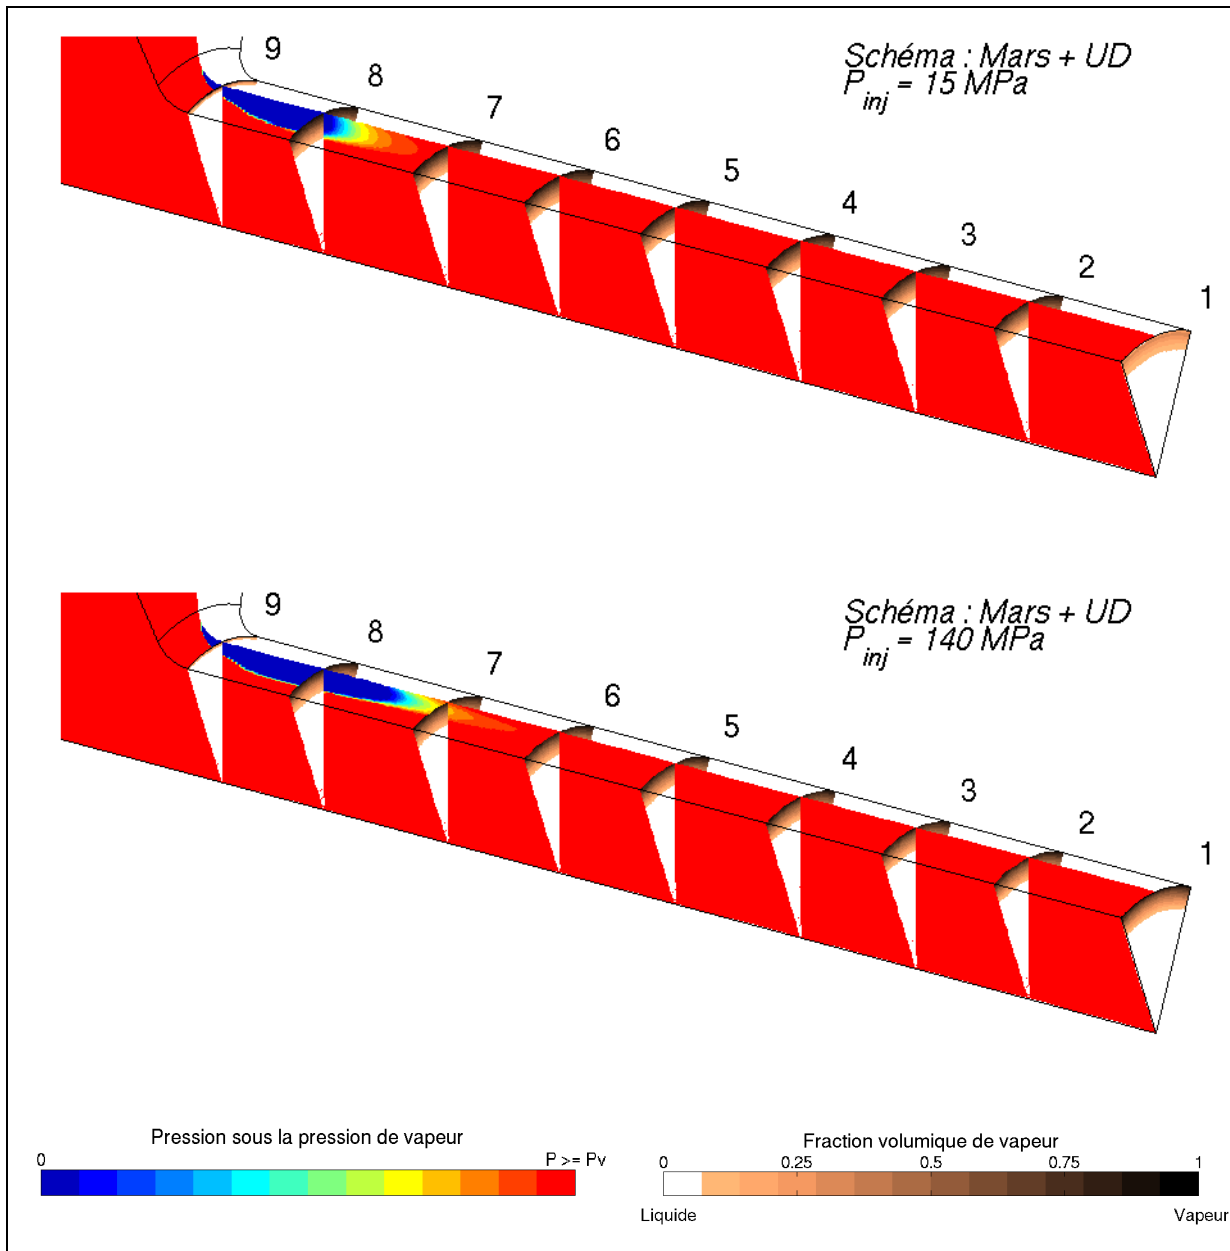 Schéma : Mars + UD
P_inj = 15 MPa
9
8
7
6
5
4
3
2
1
Schéma : Mars + UD
P_inj = 140 MPa
9
8
7
6
5
4
3
2
1
Pression sous la pression de vapeur
0 P >= Pv
Fraction volumique de vapeur
0 0.25 0.5 0.75 1
Liquide Vapeur